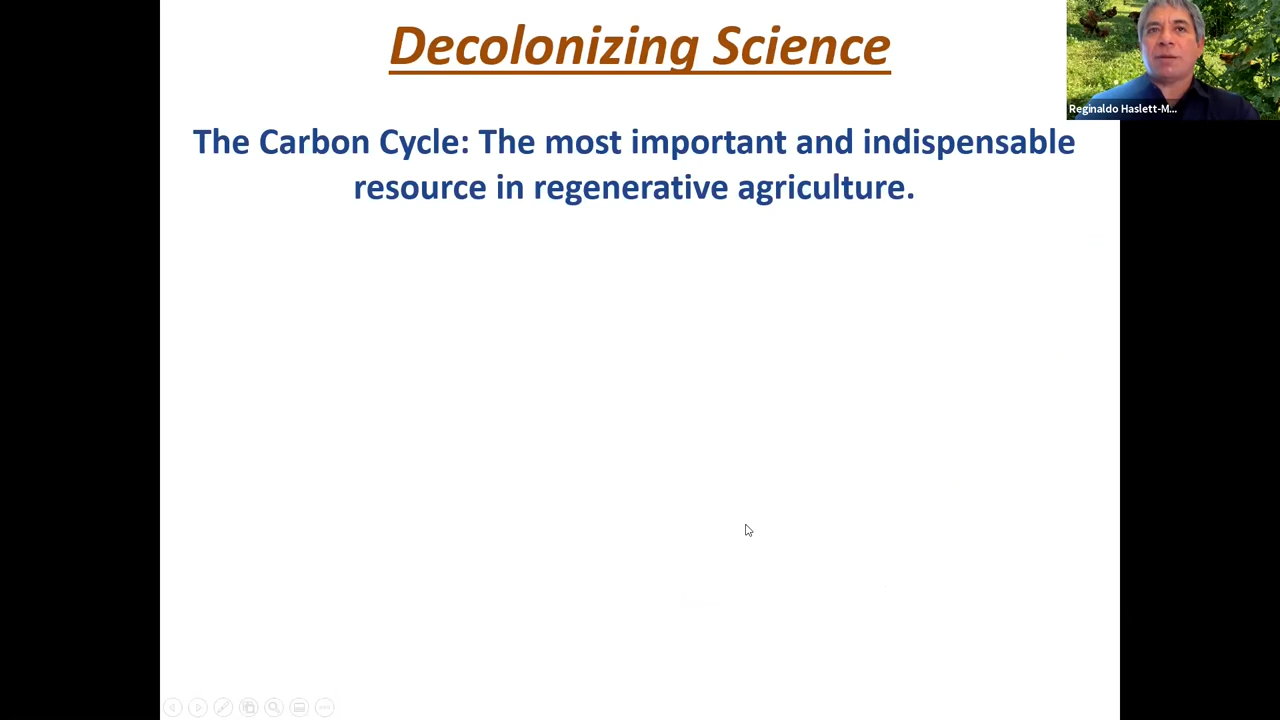 Decolonizing Science
Reginaldo Haslett-M...
The Carbon Cycle: The most important and indispensable
resource in regenerative agriculture.